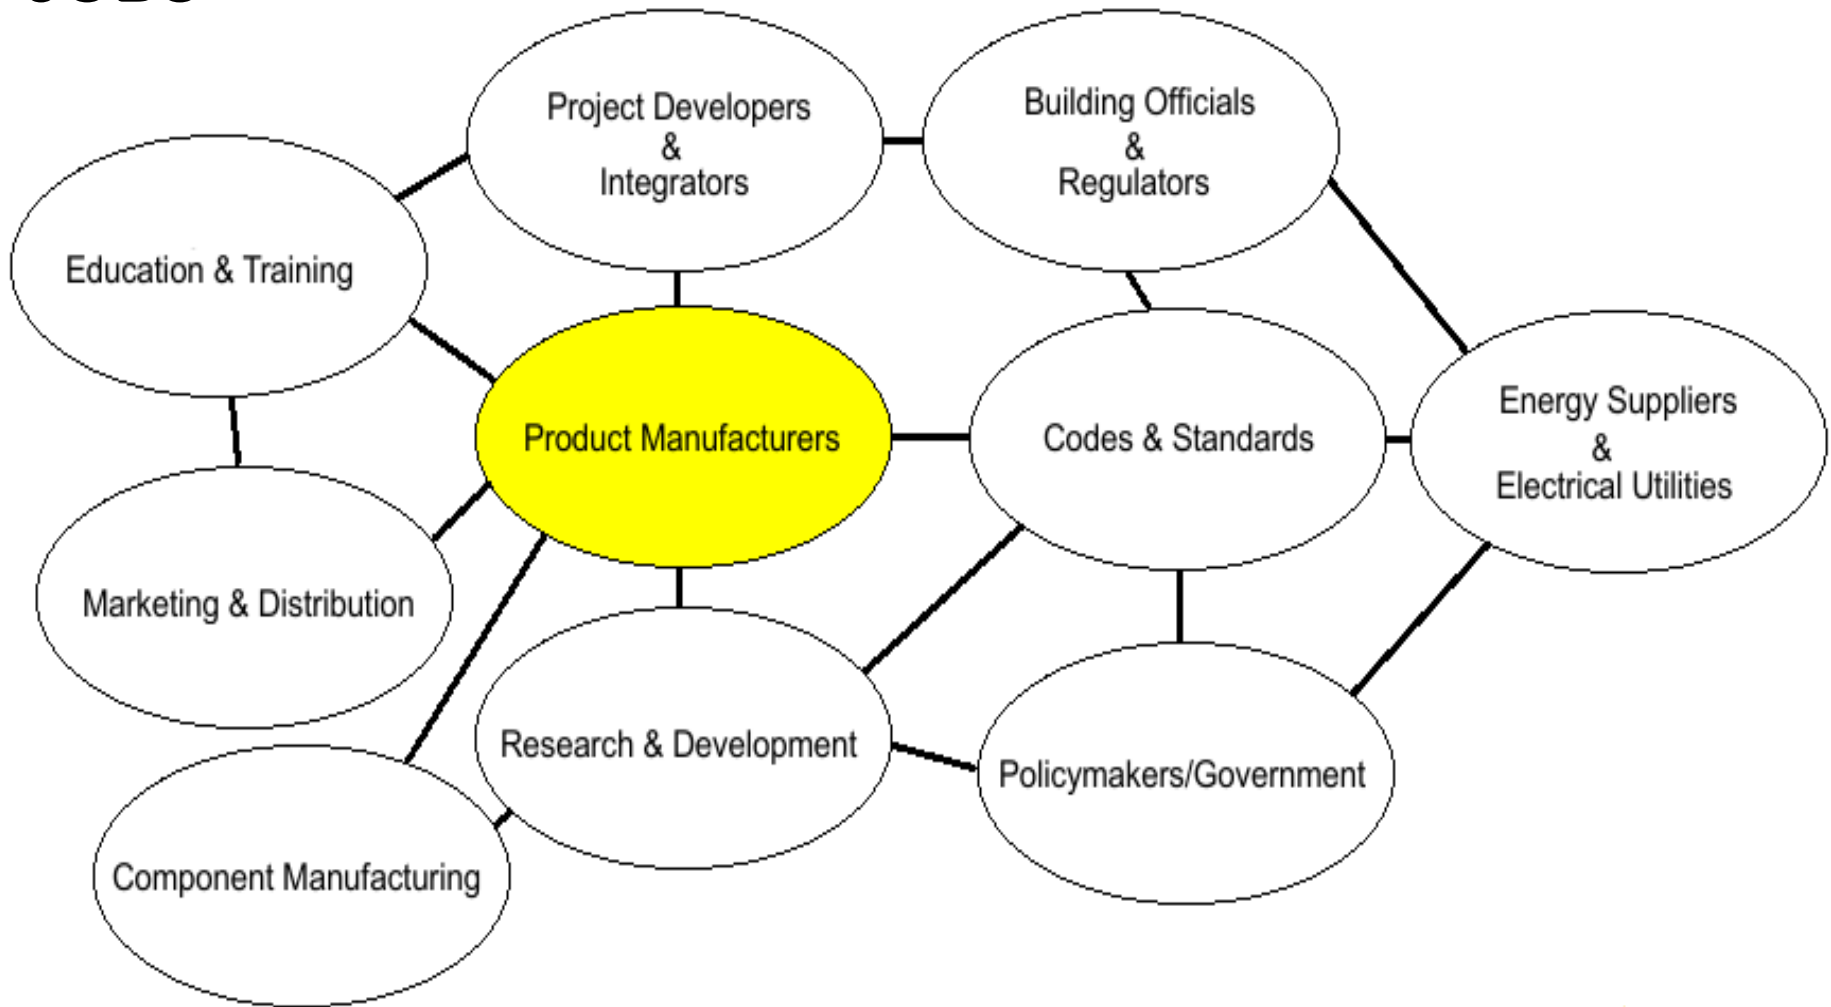 Project Developers
&
Integrators
Building Officials
&
Regulators
Education & Training
Product Manufacturers
Codes & Standards
Energy Suppliers
&
Electrical Utilities
Marketing & Distribution
Research & Development
Policymakers/Government
Component Manufacturing